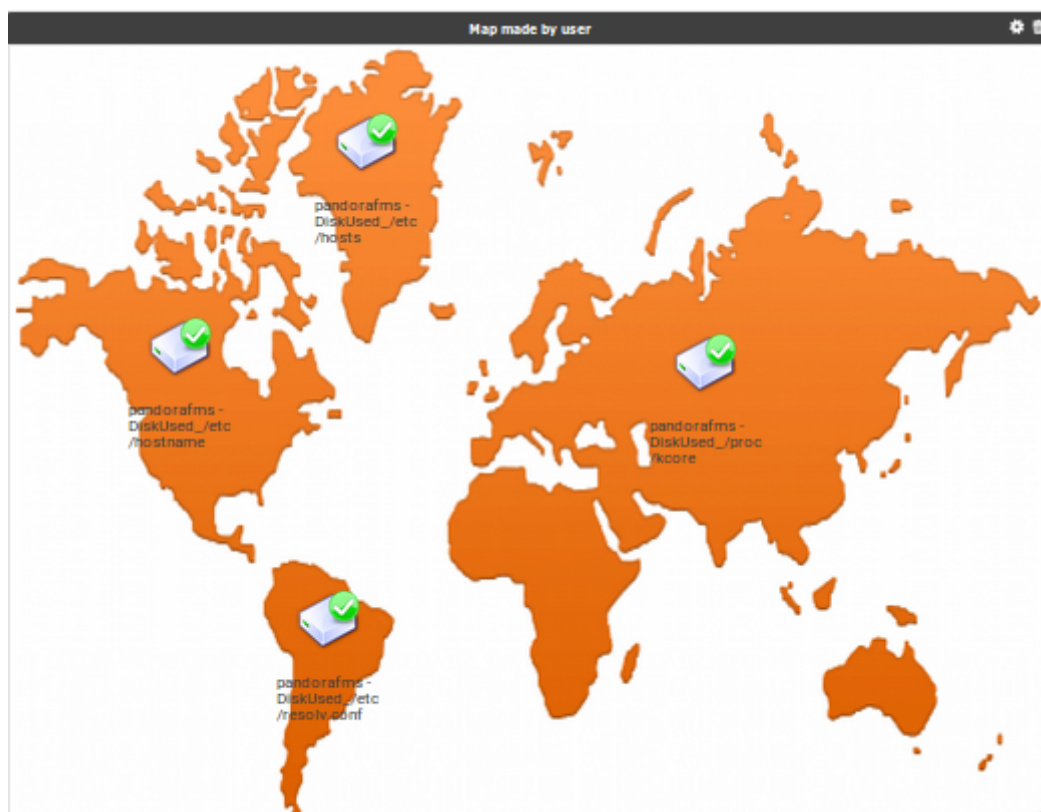 Map made by user
pandorafms -
DiskUsed_/etc
/hosts
pandorafms -
DiskUsed_/etc
/hostname
pandorafms -
DiskUsed_/proc
/kcore
pandorafms -
DiskUsed_/etc
/resolv.conf